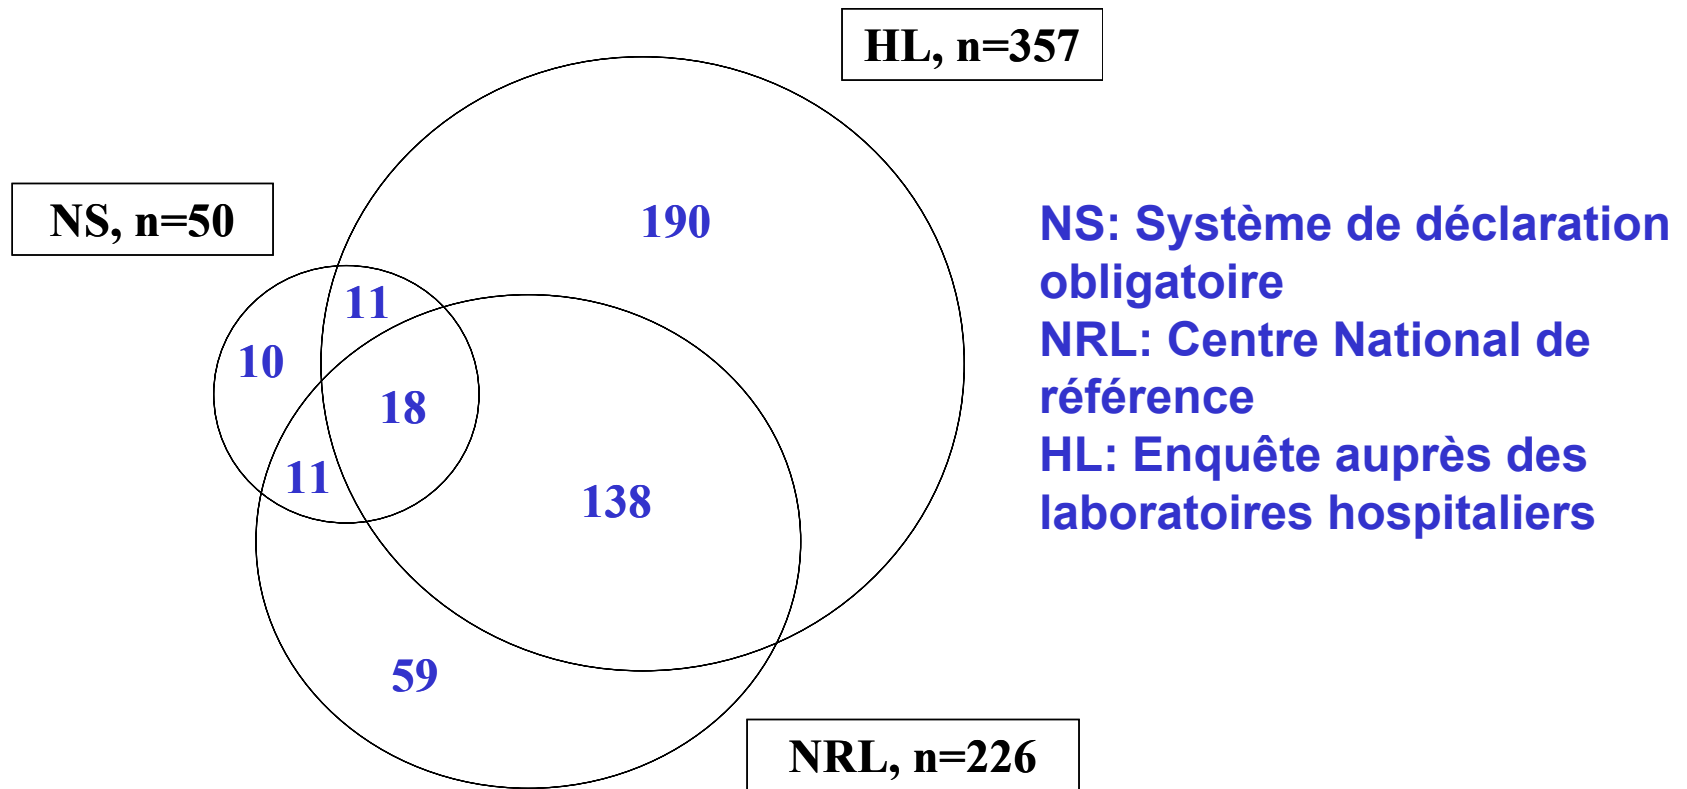 HL, n=357
NS, n=50
190
11
10
18
11
138
59
NRL, n=226
NS: Système de déclaration
obligatoire
NRL: Centre National de
référence
HL: Enquête auprès des
laboratoires hospitaliers